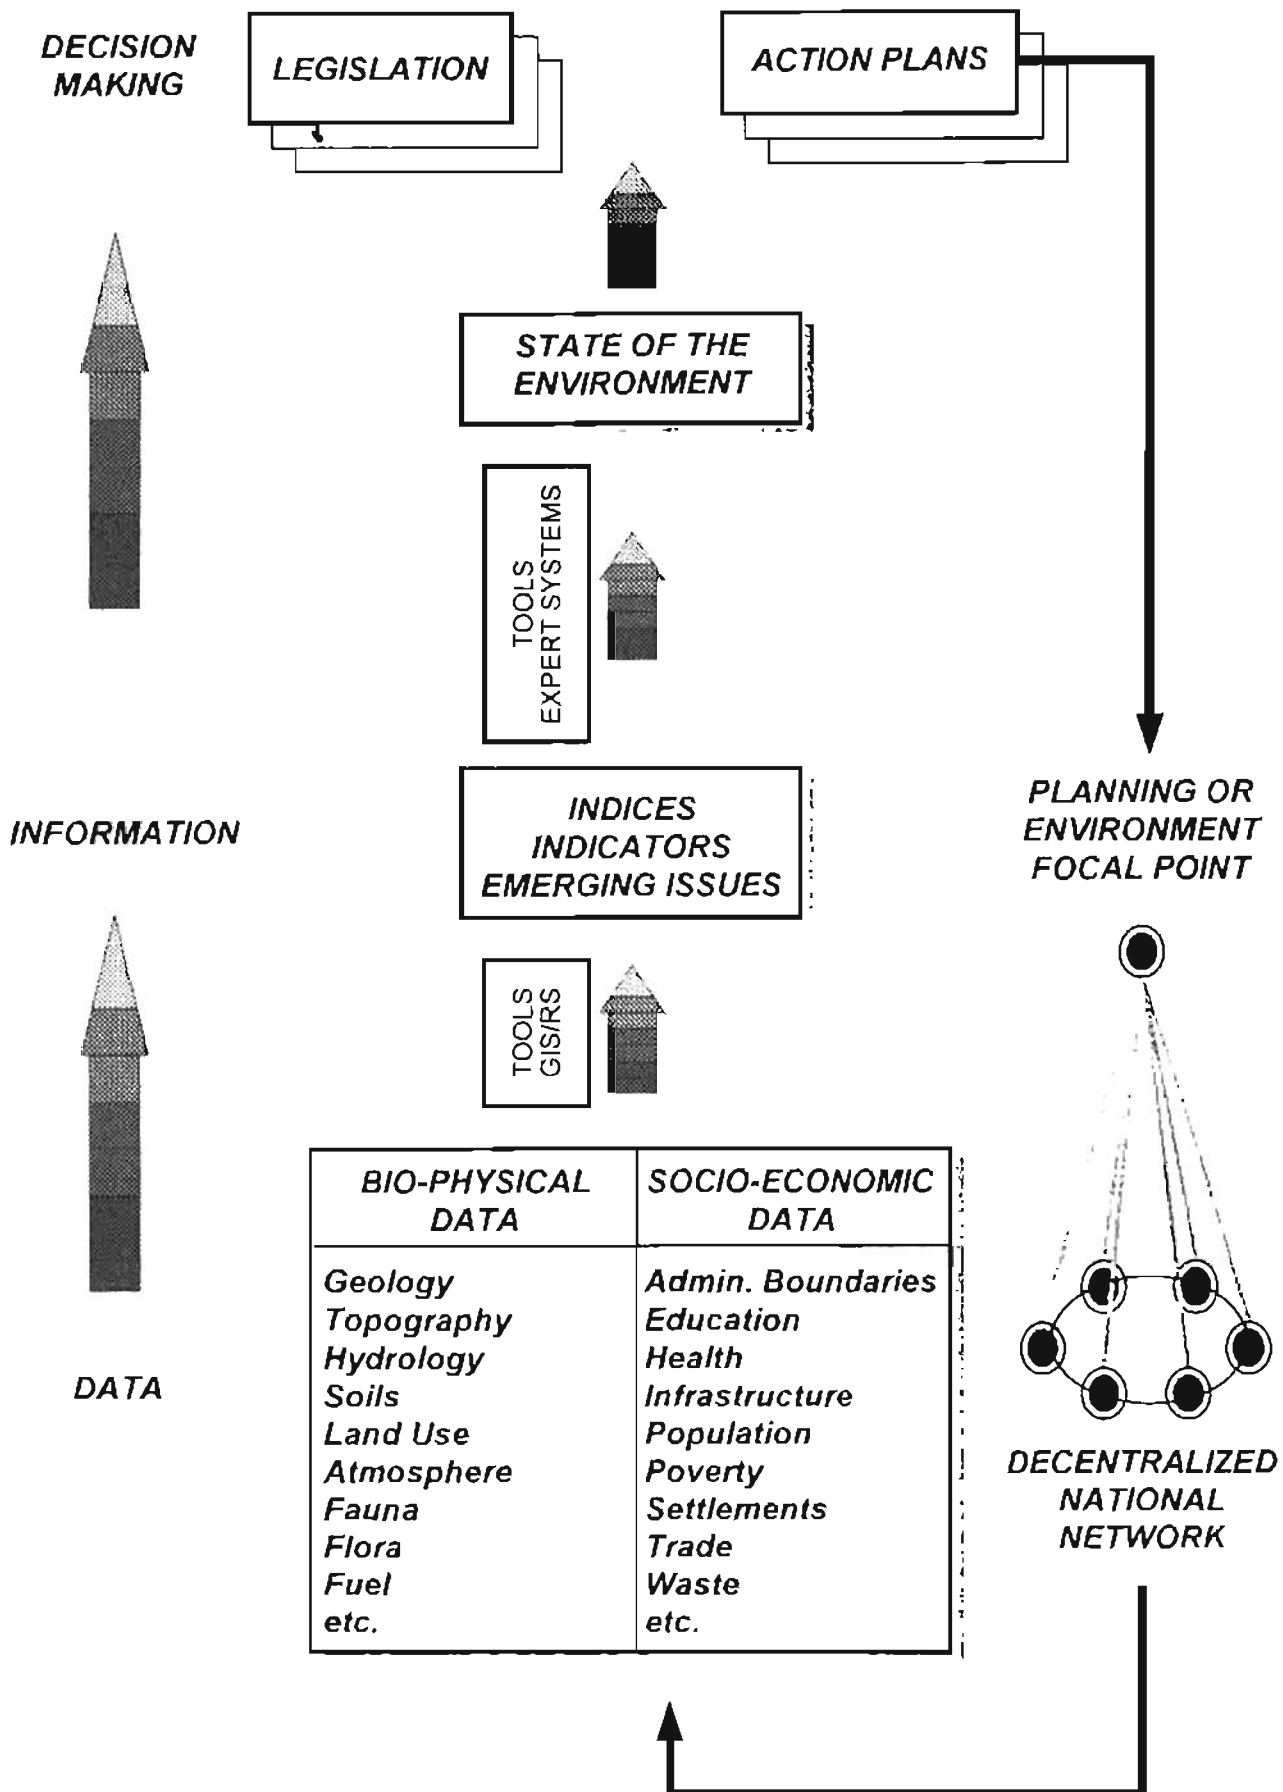 DECISION
MAKING
LEGISLATION
ACTION PLANS
STATE OF THE
ENVIRONMENT
TOOLS
EXPERT SYSTEMS
INFORMATION
INDICES
INDICATORS
EMERGING ISSUES
PLANNING OR
ENVIRONMENT
FOCAL POINT
TOOLS
GIS/RS
DATA
BIO-PHYSICAL
DATA
Geology
Topography
Hydrology
Soils
Land Use
Atmosphere
Fauna
Flora
Fuel
etc.
SOCIO-ECONOMIC
DATA
Admin. Boundaries
Education
Health
Infrastructure
Population
Poverty
Settlements
Trade
Waste
etc.
DECENTRALIZED
NATIONAL
NETWORK